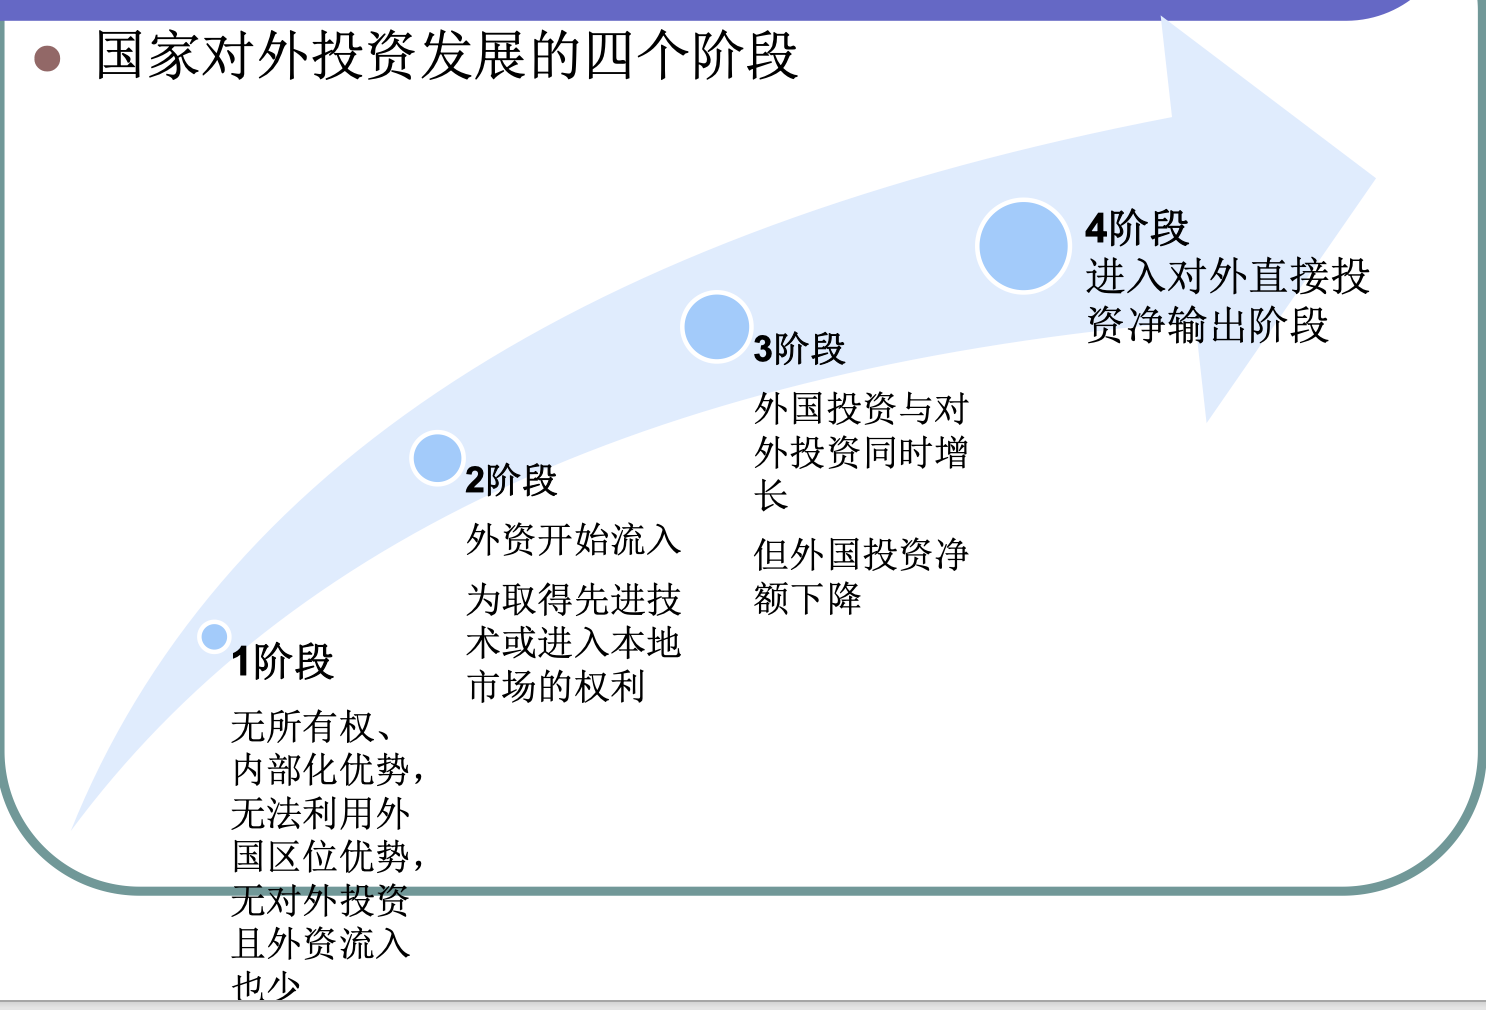 国家对外投资发展的四个阶段
1阶段
无所有权、
内部化优势，
无法利用外
国区位优势，
无对外投资
且外资流入
也少
2阶段
外资开始流入
为取得先进技
术或进入本地
市场的权利
3阶段
外国投资与对
外投资同时增
长
但外国投资净
额下降
4阶段
进入对外直接投
资净输出阶段